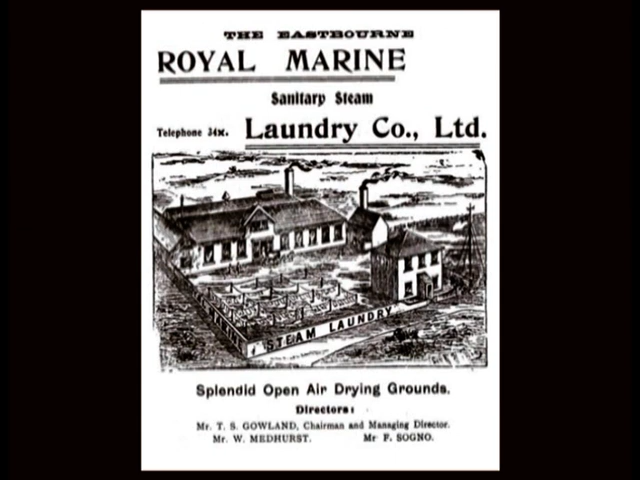 THE EASTBOURNE
ROYAL MARINE
Sanitary Steam
Telephone 34x. Laundry Co., Ltd.
STEAM LAUNDRY
Splendid Open Air Drying Grounds.
Directors:
Mr. T. S. GOWLAND, Chairman and Managing Director.
Mr. W. MEDHURST. Mr F. SOGNO.